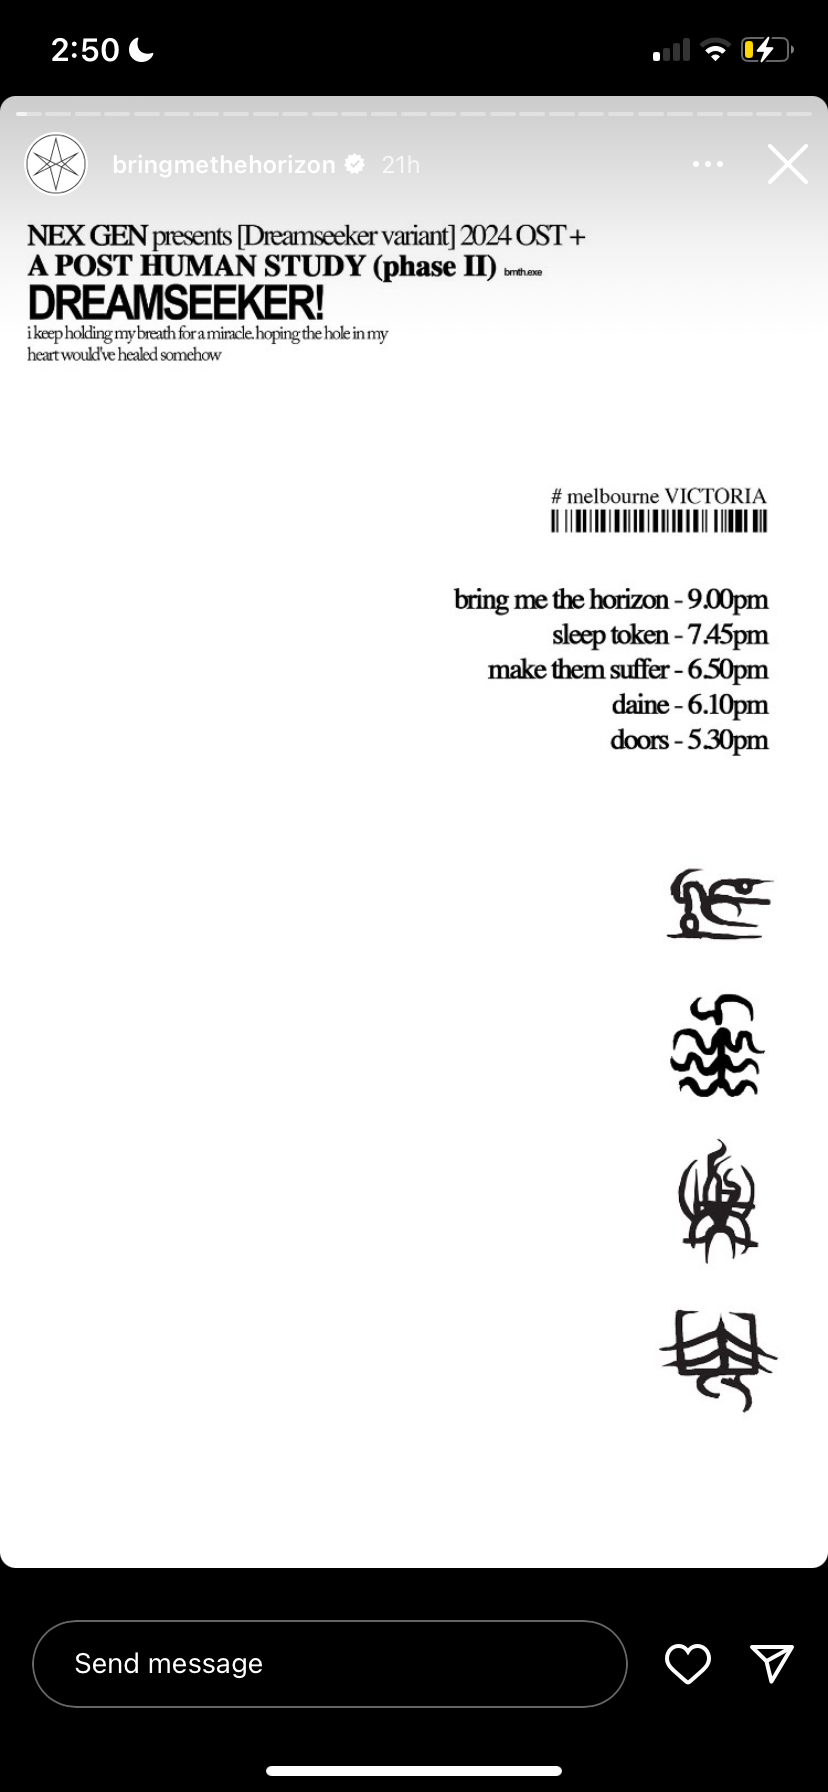 2:50
bringmethehorizon 21h
NEX GEN presents [Dreamseeker variant] 2024 OST +
A POST HUMAN STUDY (phase II) bmth.exe
DREAMSEEKER!
i keep holding my breath for a miracle. hoping the hole in my
heart would've healed somehow
# melbourne VICTORIA
bring me the horizon - 9.00pm
sleep token - 7.45pm
make them suffer - 6.50pm
daine - 6.10pm
doors - 5.30pm
Send message